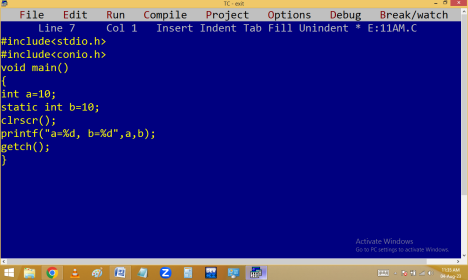 TC - exit
File Edit Run Compile Project Options Debug Break/watch
Line 7 Col 1 Insert Indent Tab Fill Unindent * E:11AM.C
#include<stdio.h>
#include<conio.h>
void main()
{
int a=10;
static int b=10;
clrscr();
printf("a=%d, b=%d",a,b);
getch();
}
Activate Windows
Go to PC settings to activate Windows.